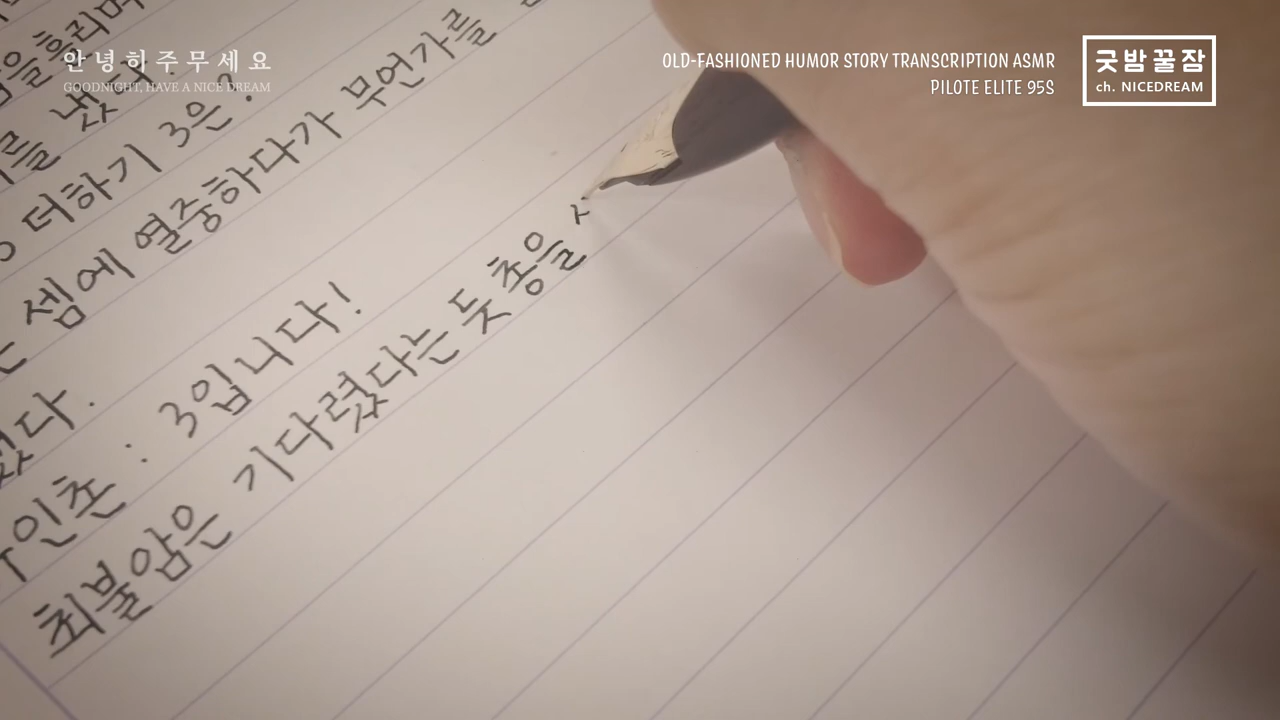 안녕히주무세요
GOODNIGHT, HAVE A NICE DREAM
OLD-FASHIONED HUMOR STORY TRANSCRIPTION ASMR
PILOTE ELITE 95S
굿밤꿀잠
ch. NICEDREAM
냈다.
더하기 3은?
셈에 열중하다가 무언가를
인촌 : 3입니다!
최불암은 기다렸다는 듯 총을